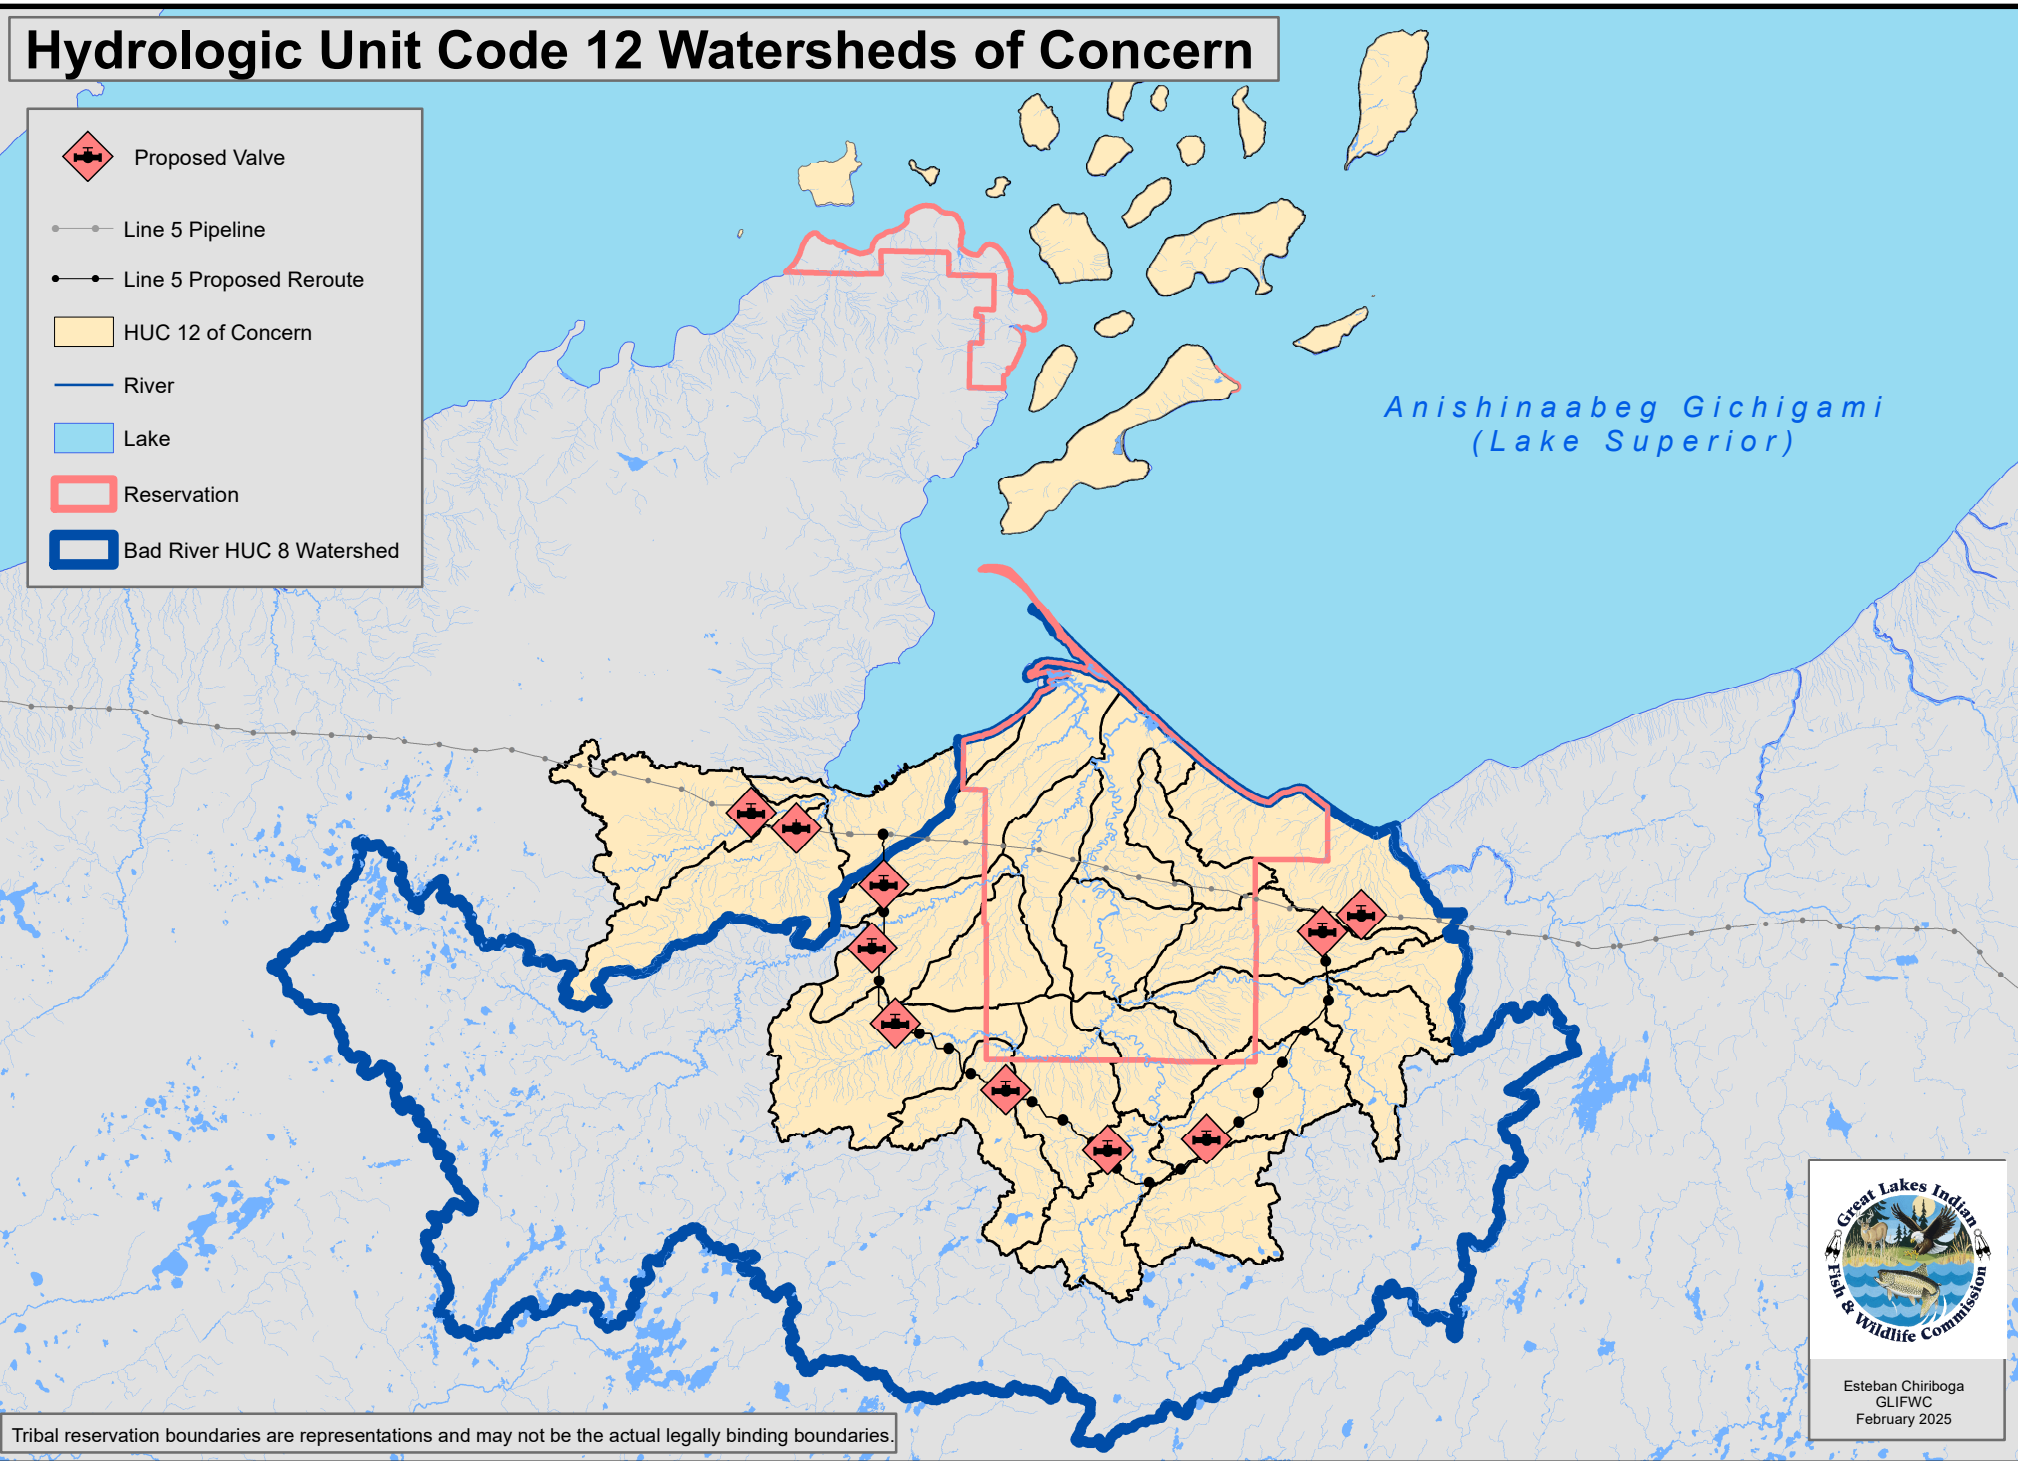 Hydrologic Unit Code 12 Watersheds of Concern
Proposed Valve
Line 5 Pipeline
Line 5 Proposed Reroute
HUC 12 of Concern
River
Lake
Reservation
Bad River HUC 8 Watershed
Anishinaabeg Gichigami
(Lake Superior)
Great Lakes Indian
Fish & Wildlife Commission
Esteban Chiriboga
GLIFWC
February 2025
Tribal reservation boundaries are representations and may not be the actual legally binding boundaries.